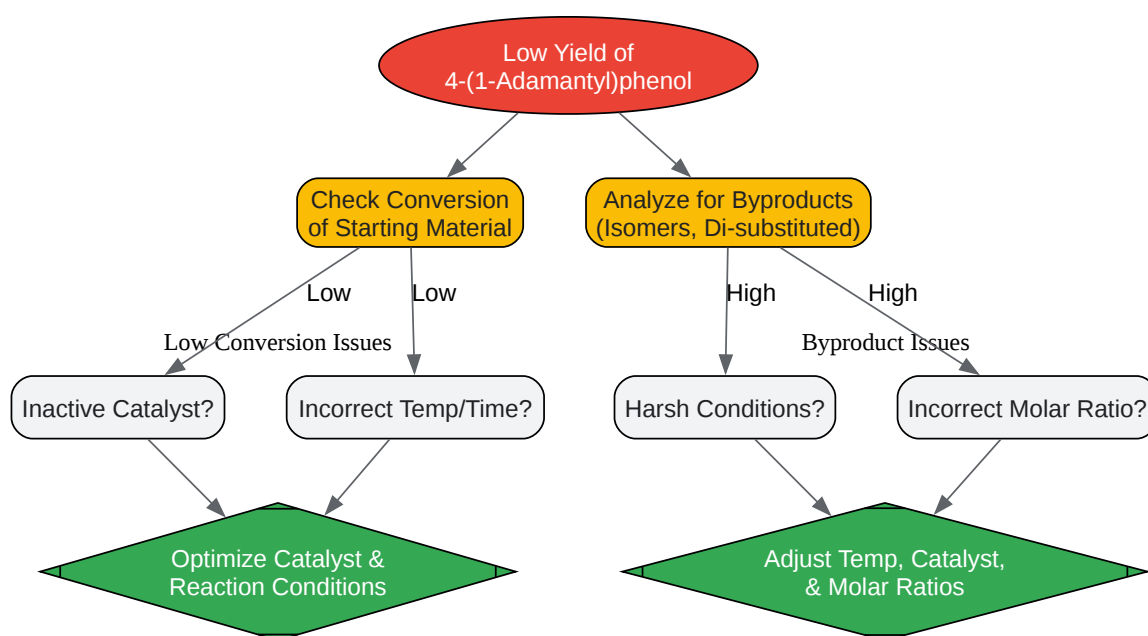 Low Yield of
4-(1-Adamantyl)phenol
Check Conversion
of Starting Material
Analyze for Byproducts
(Isomers, Di-substituted)
Low
Low
High
High
Low Conversion Issues
Byproduct Issues
Inactive Catalyst?
Incorrect Temp/Time?
Harsh Conditions?
Incorrect Molar Ratio?
Optimize Catalyst &
Reaction Conditions
Adjust Temp, Catalyst,
& Molar Ratios